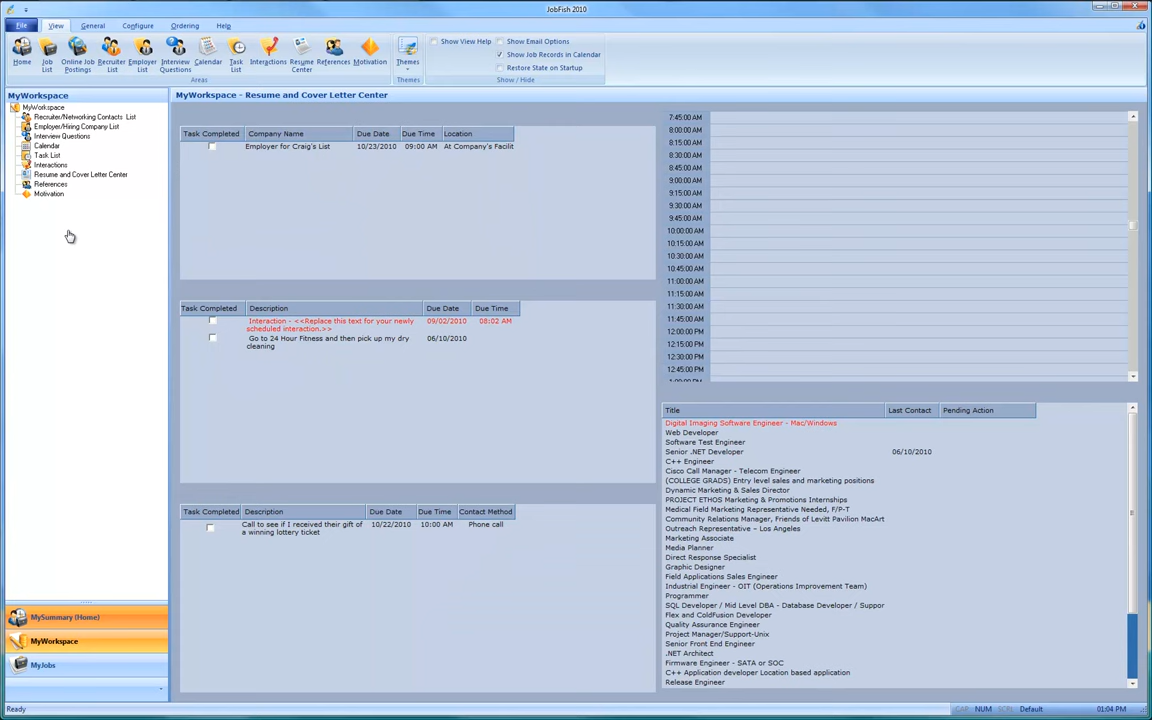 JobFish 2010
File View General Configure Ordering Help
Home Job List Online Job Postings Recruiter List Employer List Interview Questions Calendar Task List Interactions Resume Center References Motivation Themes
Show View Help Show Email Options
Show Job Records in Calendar
Restore State on Startup
Areas Themes Show / Hide
MyWorkspace
MyWorkspace - Resume and Cover Letter Center
MyWorkspace
Recruiter/Networking Contacts List
Employer/Hiring Company List
Interview Questions
Calendar
Task List
Interactions
Resume and Cover Letter Center
References
Motivation
MySummary (Home)
MyWorkspace
MyJobs
Task Completed Company Name Due Date Due Time Location
Employer for Craig's List 10/23/2010 09:00 AM At Company's Facilit
Task Completed Description Due Date Due Time
Interaction - <<Replace this text for your newly 09/02/2010 08:02 AM
scheduled interaction.>>
Go to 24 Hour Fitness and then pick up my dry 06/10/2010
cleaning
Task Completed Description Due Date Due Time Contact Method
Call to see if I received their gift of 10/22/2010 10:00 AM Phone call
a winning lottery ticket
7:45:00 AM
8:00:00 AM
8:15:00 AM
8:30:00 AM
8:45:00 AM
9:00:00 AM
9:15:00 AM
9:30:00 AM
9:45:00 AM
10:00:00 AM
10:15:00 AM
10:30:00 AM
10:45:00 AM
11:00:00 AM
11:15:00 AM
11:30:00 AM
11:45:00 AM
12:00:00 PM
12:15:00 PM
12:30:00 PM
12:45:00 PM
1:00:00 PM
Title Last Contact Pending Action
Digital Imaging Software Engineer - Mac/Windows
Web Developer
Software Test Engineer
Senior .NET Developer 06/10/2010
C++ Engineer
Cisco Call Manager - Telecom Engineer
(COLLEGE GRADS) Entry level sales and marketing positions
Dynamic Marketing & Sales Director
PROJECT ETHOS Marketing & Promotions Internships
Medical Field Marketing Representative Needed, F/P-T
Community Relations Manager, Friends of Levitt Pavilion MacArt
Outreach Representative – Los Angeles
Marketing Associate
Media Planner
Direct Response Specialist
Graphic Designer
Field Applications Sales Engineer
Industrial Engineer - OIT (Operations Improvement Team)
Programmer
SQL Developer / Mid Level DBA - Database Developer / Suppor
Flex and ColdFusion Developer
Quality Assurance Engineer
Project Manager/Support-Unix
Senior Front End Engineer
.NET Architect
Firmware Engineer - SATA or SOC
C++ Application developer Location based application
Release Engineer
Ready CAP NUM SCRL Default 01:04 PM